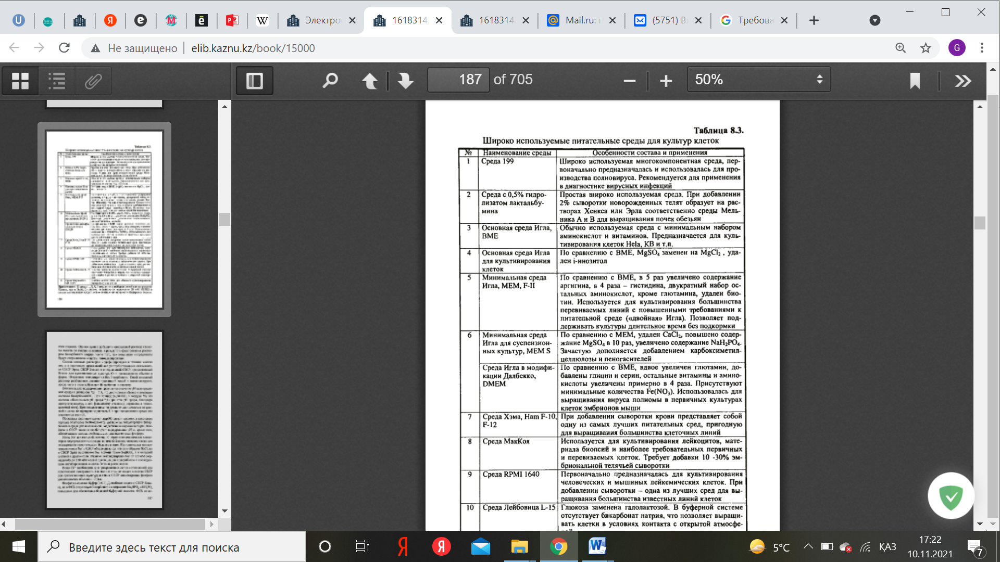 Электро
1618314
1618314
Mail.ru: п
(5751) Вх
Требова
Не защищено
elib.kaznu.kz/book/15000
G
187 of 705
50%
Таблица 8.3.
Широко используемые питательные среды для культур клеток
№ Наименование среды Особенности состава и применения
1 Среда 199 Широко используемая многокомпонентная среда, пер-
воначально предназначалась и использовалась для про-
изводства полиовируса. Рекомендуется для применения
в диагностике вирусных инфекций
2 Среда с 0,5% гидро- Простая широко используемая среда. При добавлении
лизатом лактальбу- 2% сыворотки новорожденных телят образует на рас-
мина творах Хенкса или Эрла соответственно среды Мель-
ника А и В для выращивания почек обезьян
3 Основная среда Игла, Обычно используемая среда с минимальным набором
BME аминокислот и витаминов. Предназначается для куль-
тивирования клеток Hela, КВ и т.п.
4 Основная среда Игла По сравнению с BME, MgSO4 заменен на MgCl2 , уда-
для культивирования лен i-инозитол
клеток
5 Минимальная среда По сравнению с BME, в 5 раз увеличено содержание
Игла, MEM, F-II аргигина, в 4 раза – гистидина, двукратный набор ос-
тальных аминокислот, кроме глютамина, удален био-
тин. Используется для культивирования большинства
перевиваемых линий с повышенными требованиями к
питательной среде («двойная» Игла). Позволяет под-
держивать культуры длительное время без подкормки
6 Минимальная среда По сравнению с MEM, удален CaCl2, повышено содер-
Игла для суспензион- жание MgSO4 в 10 раз, увеличено содержание NaH2PO4.
ных культур, MEM S Зачастую дополняется добавлением карбоксиметил-
целлюлозы и пеногасителей
Среда Игла в модифи- По сравнению с BME, вдвое увеличен глютамин, до-
кации Далбекко, бавлены глицин и серин, остальные витамины и амино-
DMEM кислоты увеличены примерно в 4 раза. Присутствуют
минимальные количества Fe(NO3). Использовалась для
выращивания вируса полиомы в первичных культурах
клеток эмбрионов мыши
7 Среда Хэма, Ham F-10, При добавлении сыворотки крови представляет собой
F-12 одну из самых лучших питательных сред, пригодную
для выращивания большинства клеточных линий
8 Среда МакКоя Используется для культивирования лейкоцитов, мате-
риала биопсий и наиболее требовательных первичных
и перевиваемых клеток. Требует добавки 10 -30% эм-
бриональной телячьей сыворотки
9 Среда RPMI 1640 Первоначально предназначалась для культивирования
человеческих и мышиных лейкемических клеток. При
добавлении сыворотки – одна из лучших сред для вы-
ращивания большинства известных линий клеток
10 Среда Лейбовица L-15 Глюкоза заменена галолактозой. В буферной системе
отсутствует бикарбонат натрия, что позволяет выращи-
вать клетки в условиях контакта с открытой атмосфе-
Введите здесь текст для поиска
5°C
ҚАЗ
17:22
10.11.2021
7